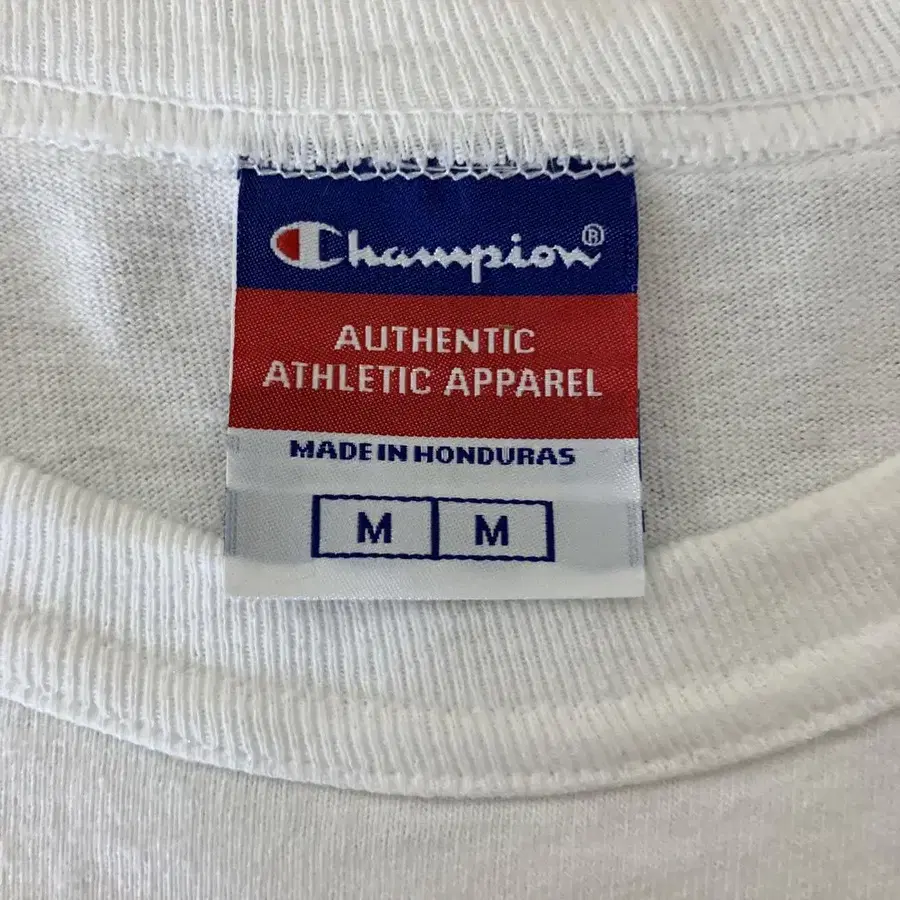 Champion®
AUTHENTIC
ATHLETIC APPAREL
MADE IN HONDURAS
M M